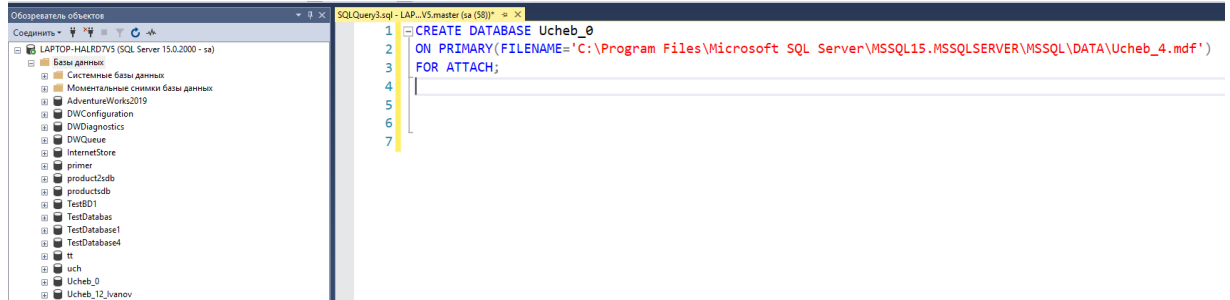 Обозреватель объектов
Соединить
LAPTOP-HALRD7V5 (SQL Server 15.0.2000 - sa)
Базы данных
Системные базы данных
Моментальные снимки базы данных
AdventureWorks2019
DWConfiguration
DWDiagnostics
DWQueue
InternetStore
primer
product2sdb
productsdb
TestBD1
TestDatabas
TestDatabase1
TestDatabase4
tt
uch
Ucheb_0
Ucheb_12_Ivanov
SQLQuery3.sql - LAP...V5.master (sa (58))*
1 CREATE DATABASE Ucheb_0
2 ON PRIMARY(FILENAME='C:\Program Files\Microsoft SQL Server\MSSQL15.MSSQLSERVER\MSSQL\DATA\Ucheb_4.mdf')
3 FOR ATTACH;
4
5
6
7